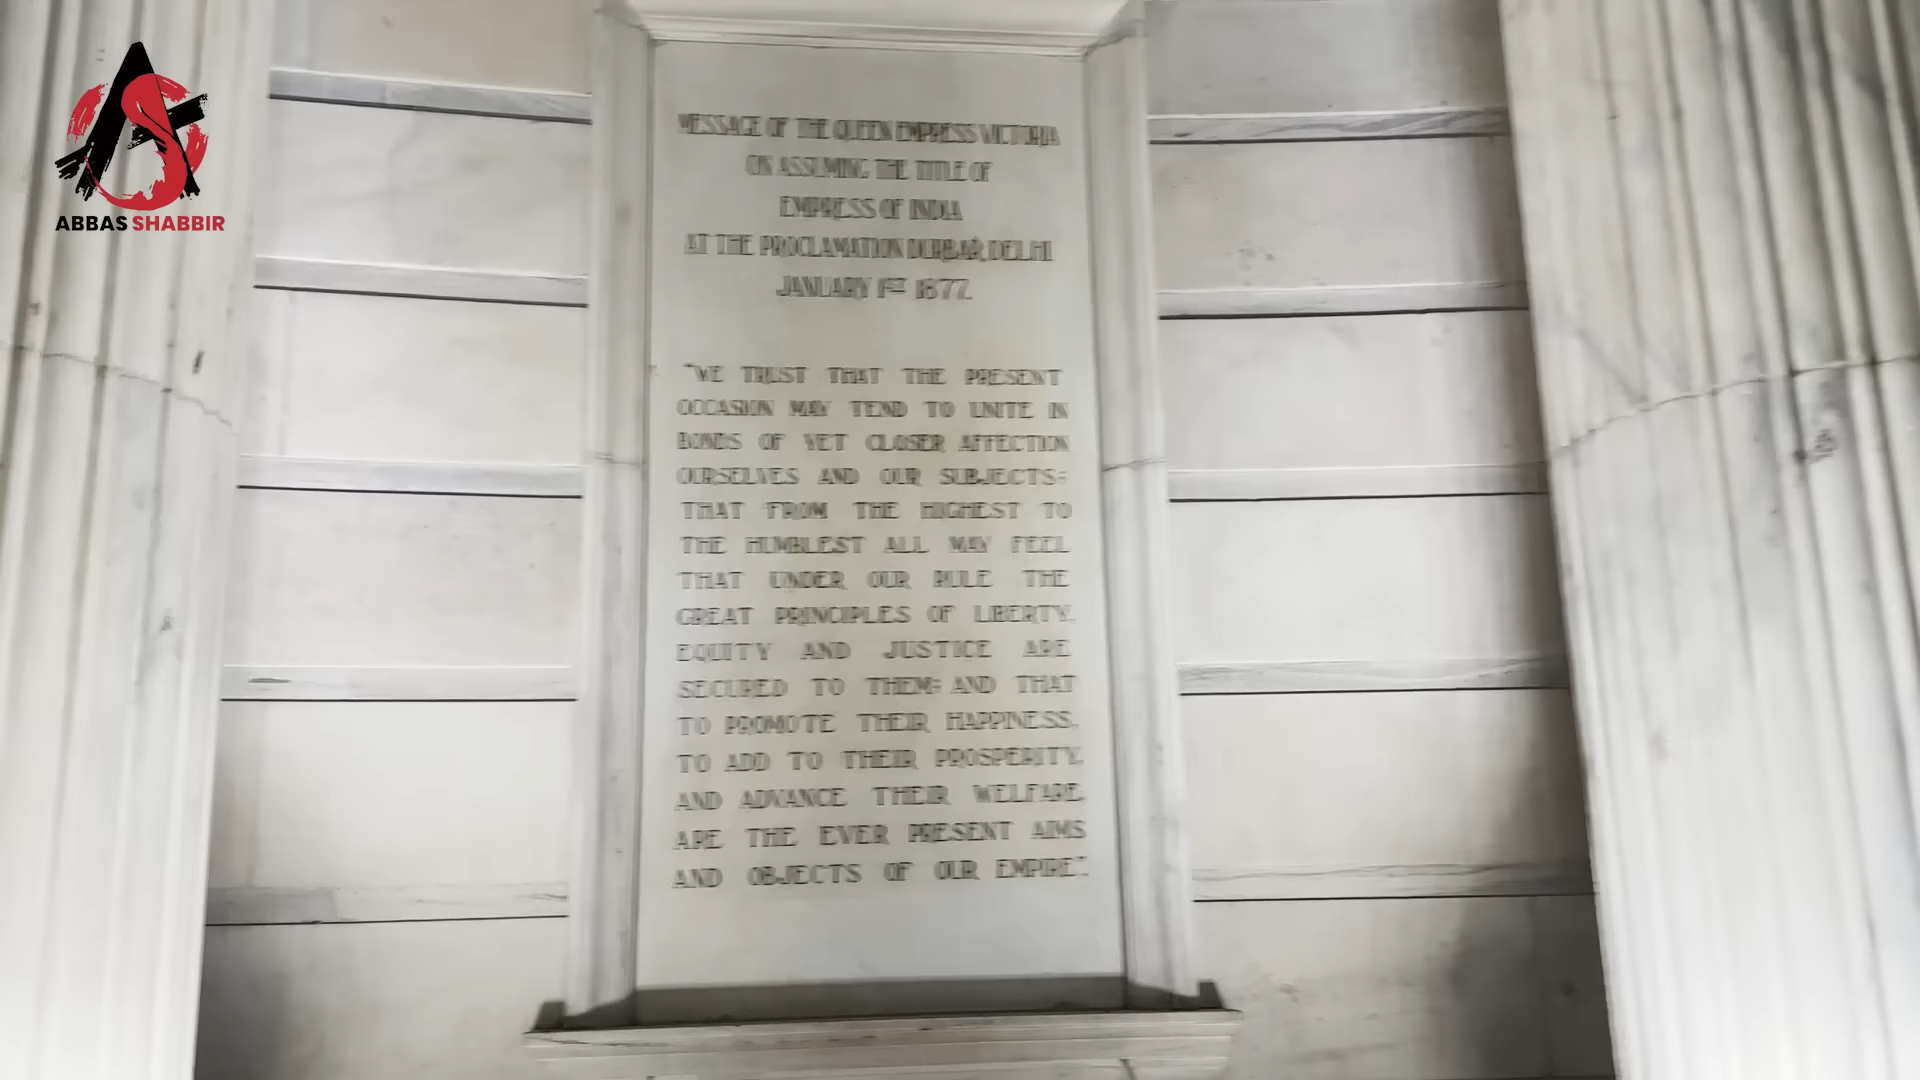 ABBAS SHABBIR
MESSAGE OF THE QUEEN EMPRESS VICTORIA
ON ASSUMING THE TITLE OF
EMPRESS OF INDIA
AT THE PROCLAMATION DURBAR, DELHI
JANUARY 1ST 1877.
"WE TRUST THAT THE PRESENT
OCCASION MAY TEND TO UNITE IN
BONDS OF YET CLOSER AFFECTION
OURSELVES AND OUR SUBJECTS:
THAT FROM THE HIGHEST TO
THE HUMBLEST ALL MAY FEEL
THAT UNDER OUR RULE THE
GREAT PRINCIPLES OF LIBERTY,
EQUITY AND JUSTICE ARE
SECURED TO THEM: AND THAT
TO PROMOTE THEIR HAPPINESS,
TO ADD TO THEIR PROSPERITY,
AND ADVANCE THEIR WELFARE,
ARE THE EVER PRESENT AIMS
AND OBJECTS OF OUR EMPIRE."